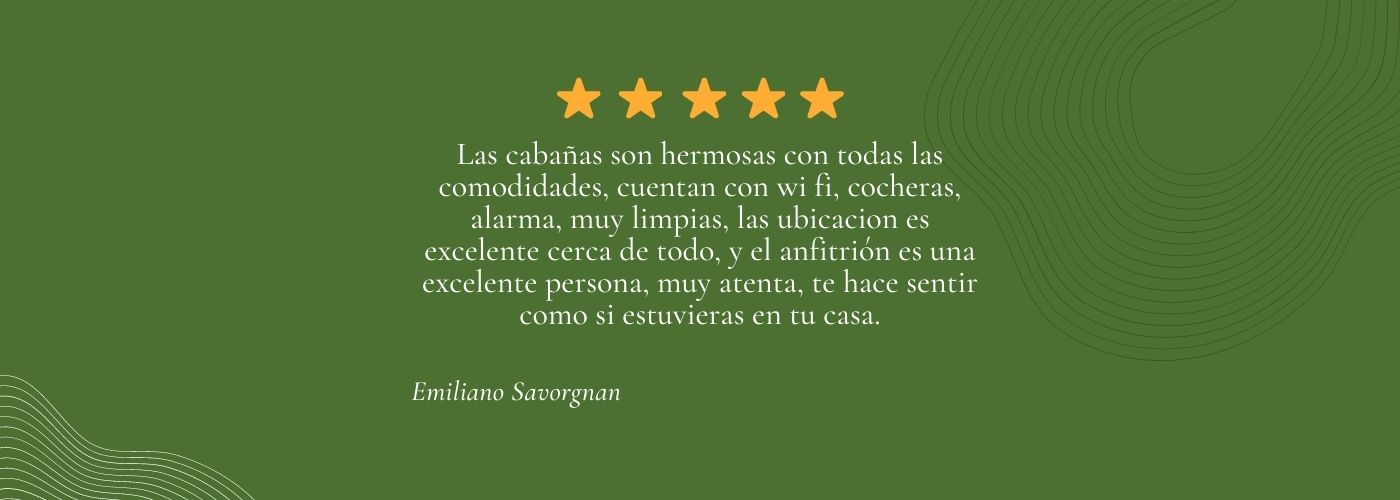 Las cabañas son hermosas con todas las
comodidades, cuentan con wi fi, cocheras,
alarma, muy limpias, las ubicacion es
excelente cerca de todo, y el anfitrión es una
excelente persona, muy atenta, te hace sentir
como si estuvieras en tu casa.
Emiliano Savorgnan